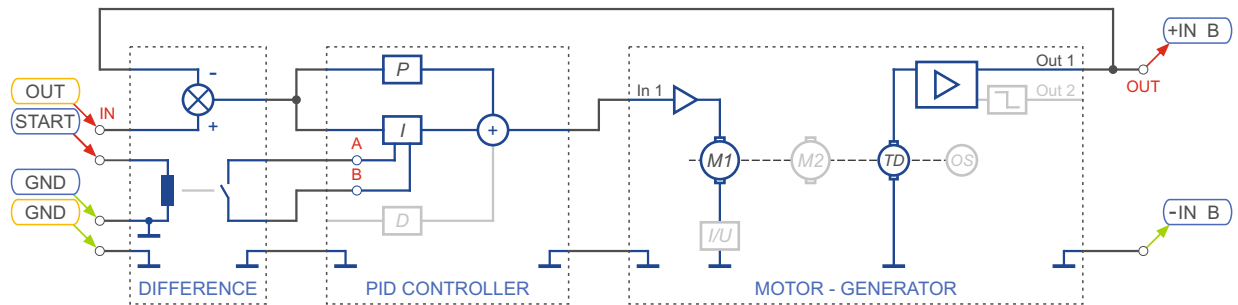 +IN B
-
P
Out 1
OUT
IN
In 1
OUT
Out 2
START
+
I
+
A
M1
M2
TD
OS
GND
B
GND
D
I/U
-IN B
DIFFERENCE
PID CONTROLLER
MOTOR - GENERATOR